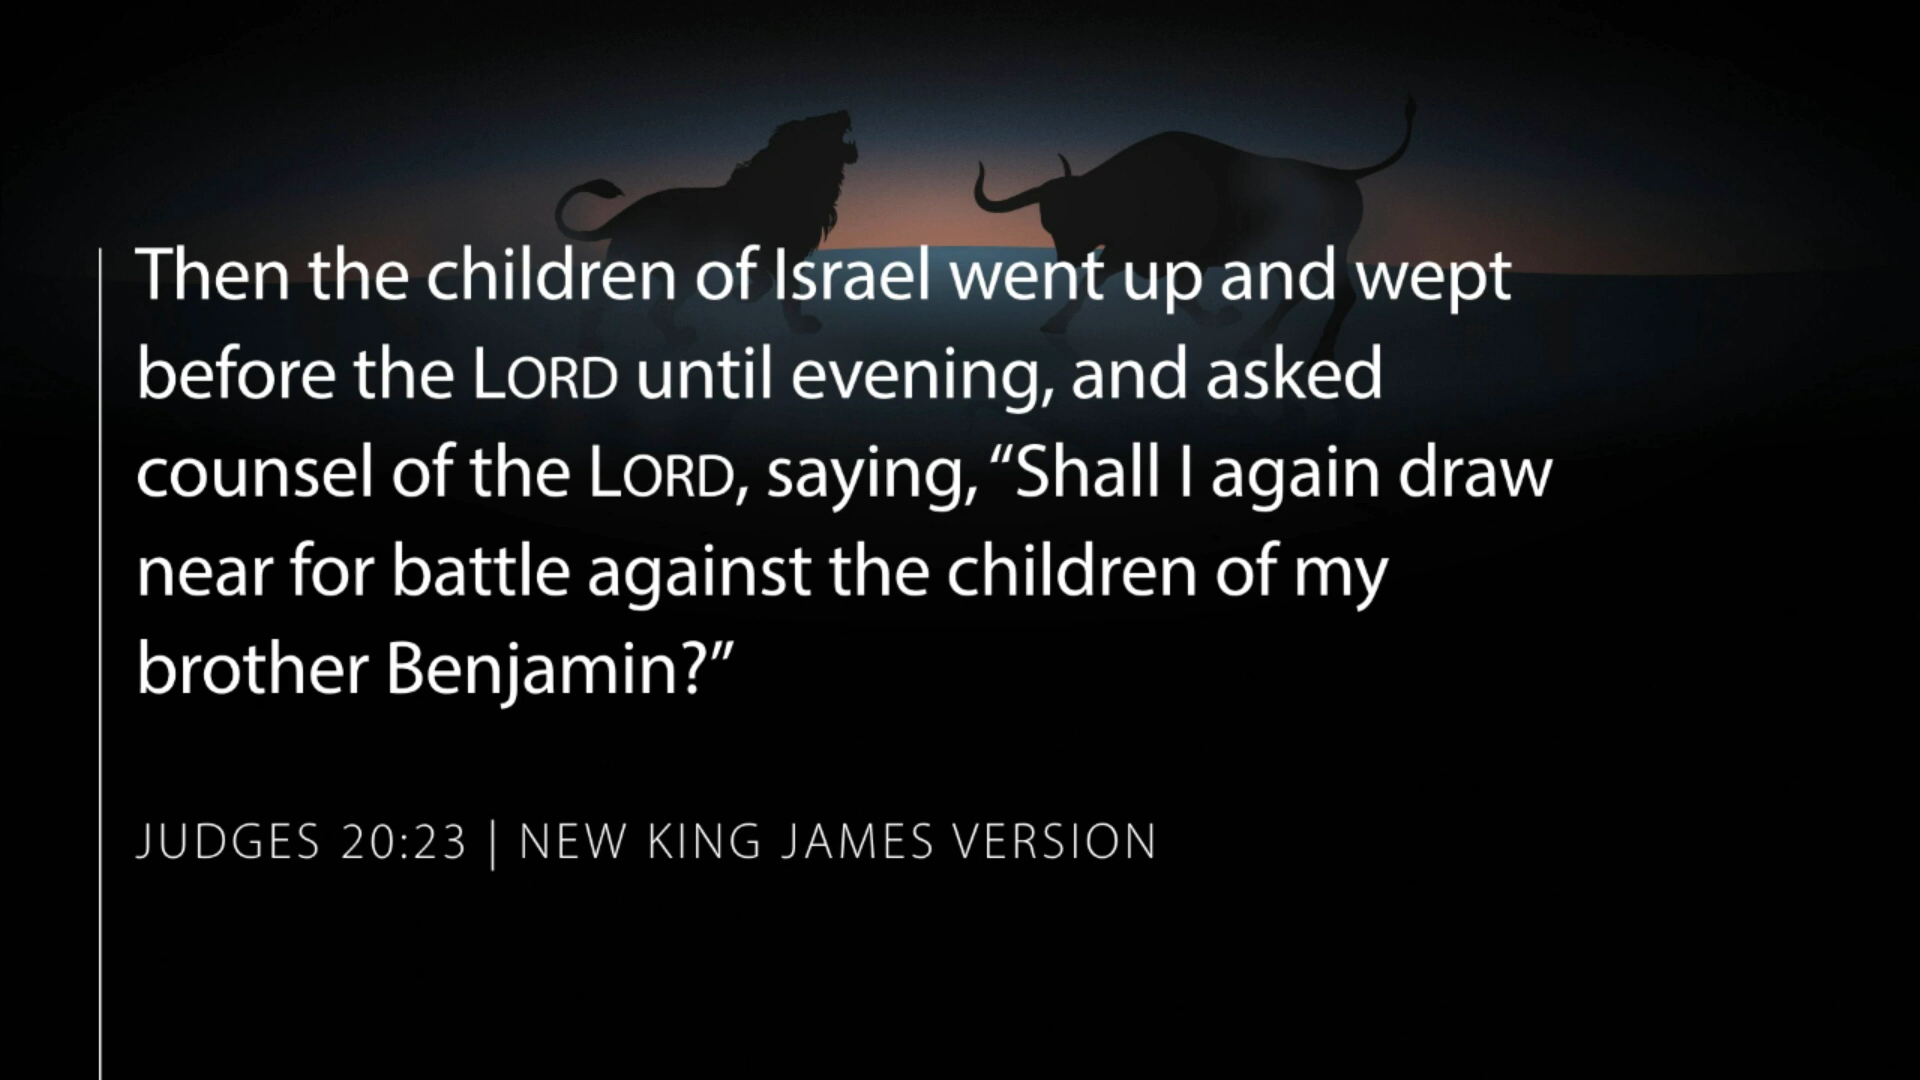 Then the children of Israel went up and wept
before the LORD until evening, and asked
counsel of the LORD, saying, “Shall I again draw
near for battle against the children of my
brother Benjamin?”
JUDGES 20:23 | NEW KING JAMES VERSION